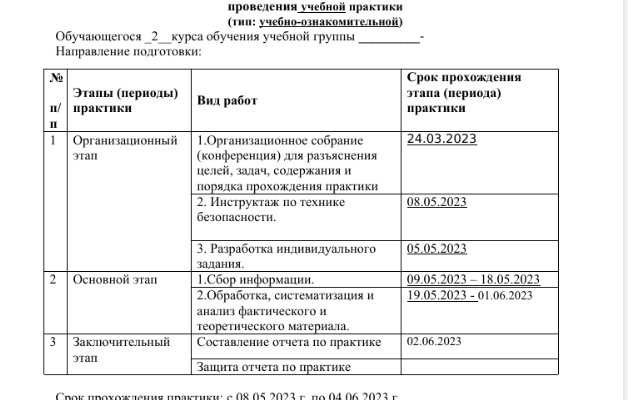 проведения учебной практики
(тип: учебно-ознакомительной)
Обучающегося _2__курса обучения учебной группы __________-
Направление подготовки:
№ п/п
Этапы (периоды) практики
Вид работ
Срок прохождения этапа (периода) практики
1
Организационный этап
1.Организационное собрание
(конференция) для разъяснения
целей, задач, содержания и
порядка прохождения практики
24.03.2023
2. Инструктаж по технике
безопасности.
08.05.2023
3. Разработка индивидуального
задания.
05.05.2023
2
Основной этап
1.Сбор информации.
09.05.2023 – 18.05.2023
2.Обработка, систематизация и
анализ фактического и
теоретического материала.
19.05.2023 - 01.06.2023
3
Заключительный этап
Составление отчета по практике
02.06.2023
Защита отчета по практике
Срок прохождения практики: с 08.05.2023 г. по 04.06.2023 г.